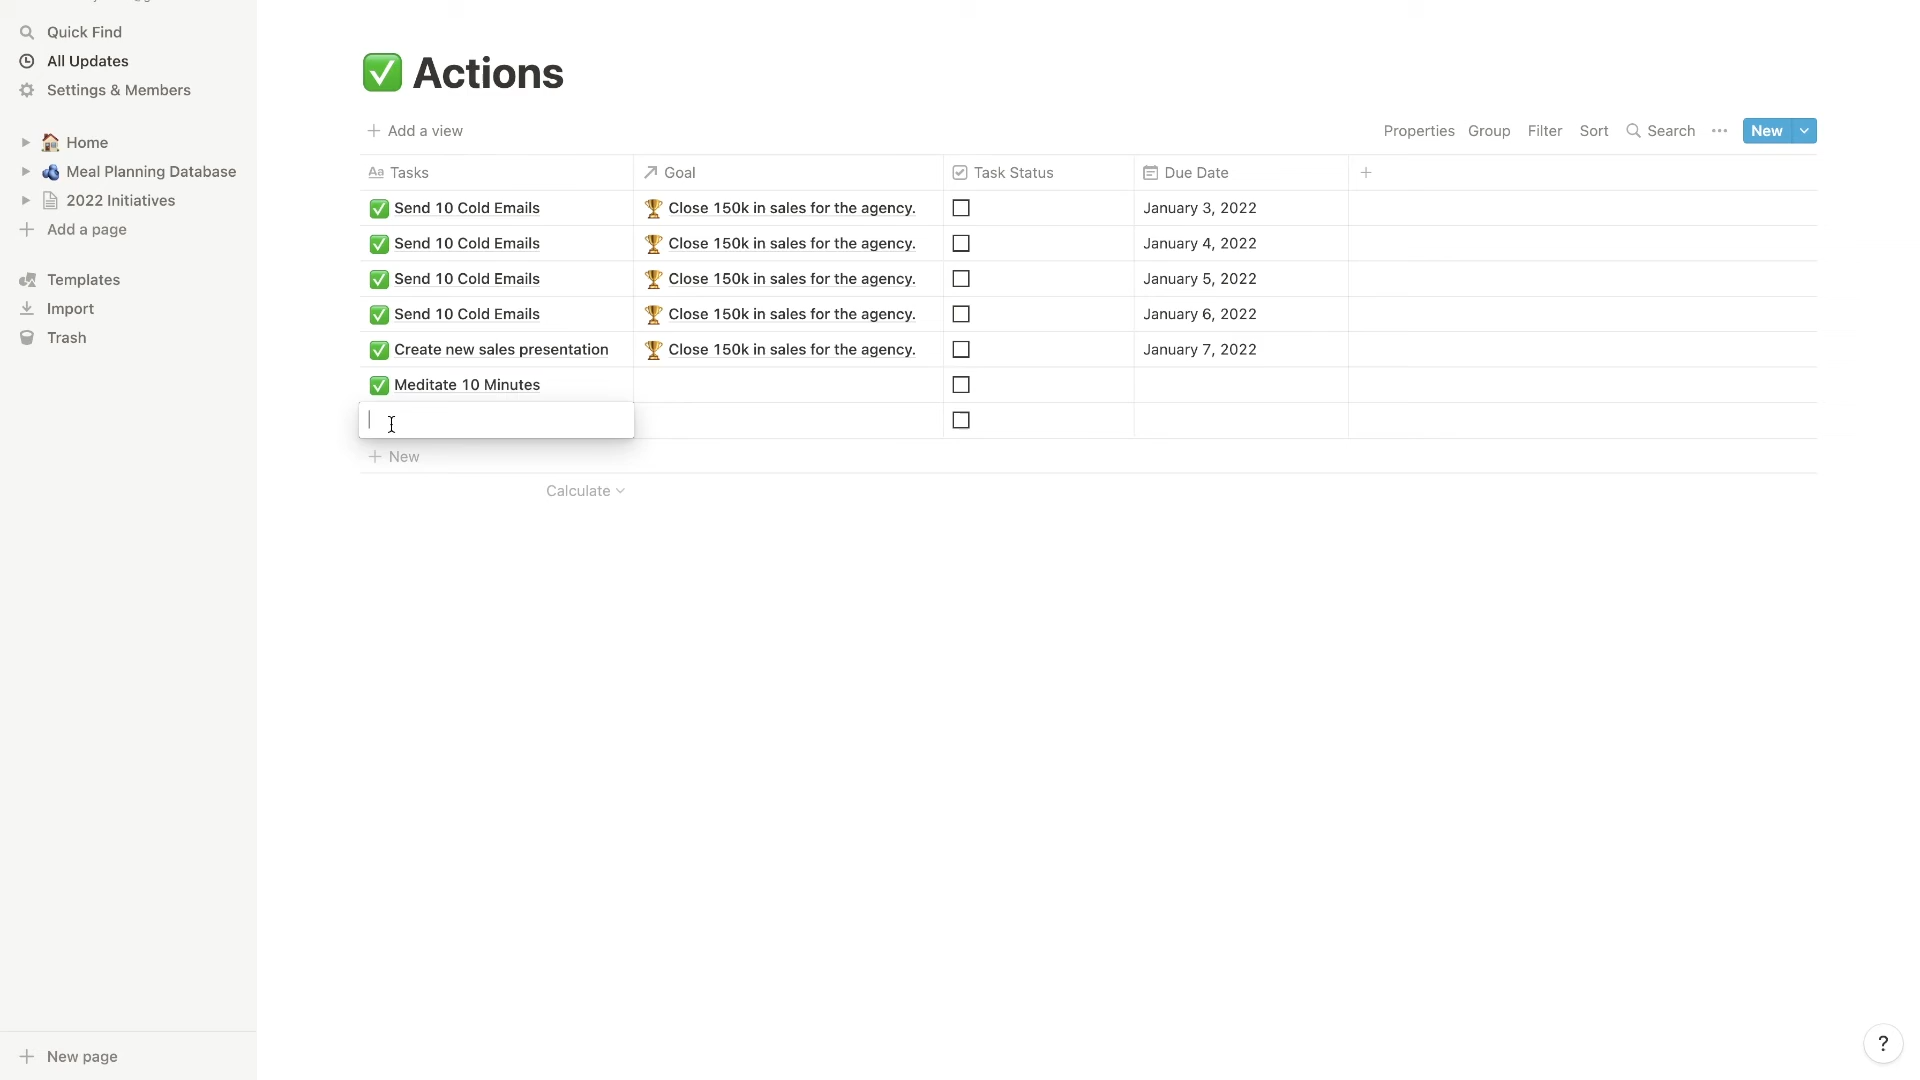 Quick Find
All Updates
Settings & Members
Home
Meal Planning Database
2022 Initiatives
Add a page
Templates
Import
Trash
New page
Actions
Add a view
Properties Group Filter Sort Search New
Aa Tasks Goal Task Status Due Date
Send 10 Cold Emails Close 150k in sales for the agency. January 3, 2022
Send 10 Cold Emails Close 150k in sales for the agency. January 4, 2022
Send 10 Cold Emails Close 150k in sales for the agency. January 5, 2022
Send 10 Cold Emails Close 150k in sales for the agency. January 6, 2022
Create new sales presentation Close 150k in sales for the agency. January 7, 2022
Meditate 10 Minutes
New
Calculate
?